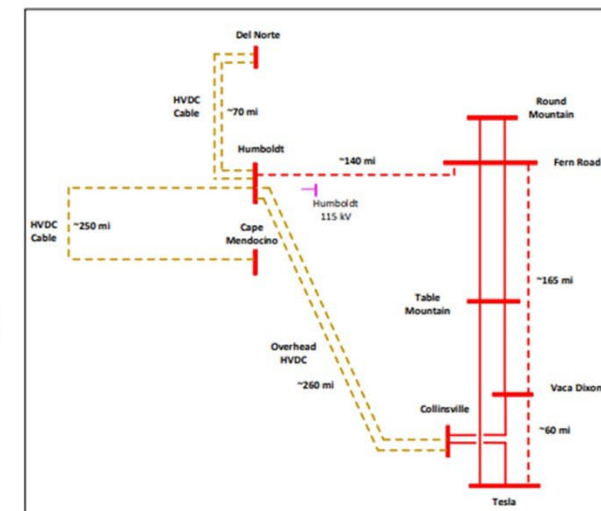 Del Norte
HVDC
Cable
~70 mi
Round
Mountain
Humboldt
~140 mi
Fern Road
Humboldt
115 kV
HVDC
Cable
~250 mi
Cape
Mendocino
~165 mi
Table
Mountain
Overhead
HVDC
~260 mi
Vaca Dixon
Collinsville
~60 mi
Tesla